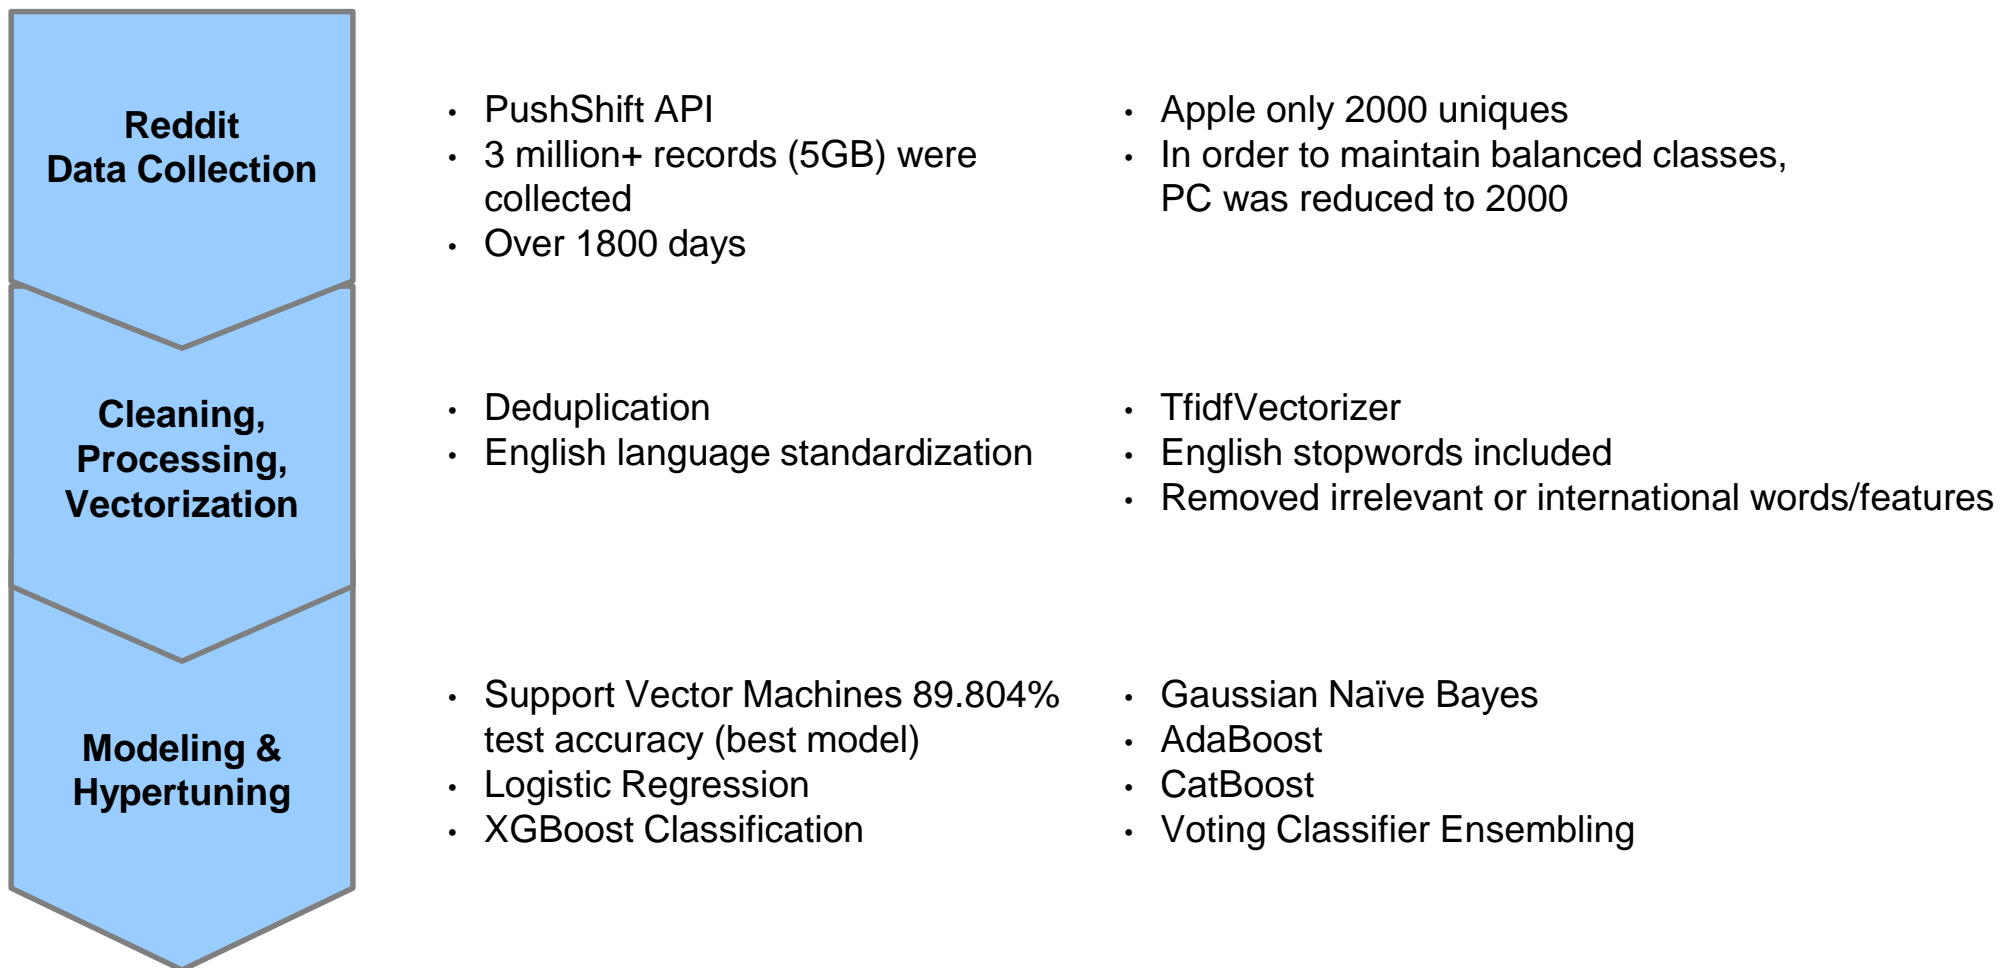 Reddit
Data Collection
• PushShift API
• 3 million+ records (5GB) were
collected
• Over 1800 days
• Apple only 2000 uniques
• In order to maintain balanced classes,
PC was reduced to 2000
Cleaning,
Processing,
Vectorization
• Deduplication
• English language standardization
• TfidfVectorizer
• English stopwords included
• Removed irrelevant or international words/features
Modeling &
Hypertuning
• Support Vector Machines 89.804%
test accuracy (best model)
• Logistic Regression
• XGBoost Classification
• Gaussian Naïve Bayes
• AdaBoost
• CatBoost
• Voting Classifier Ensembling